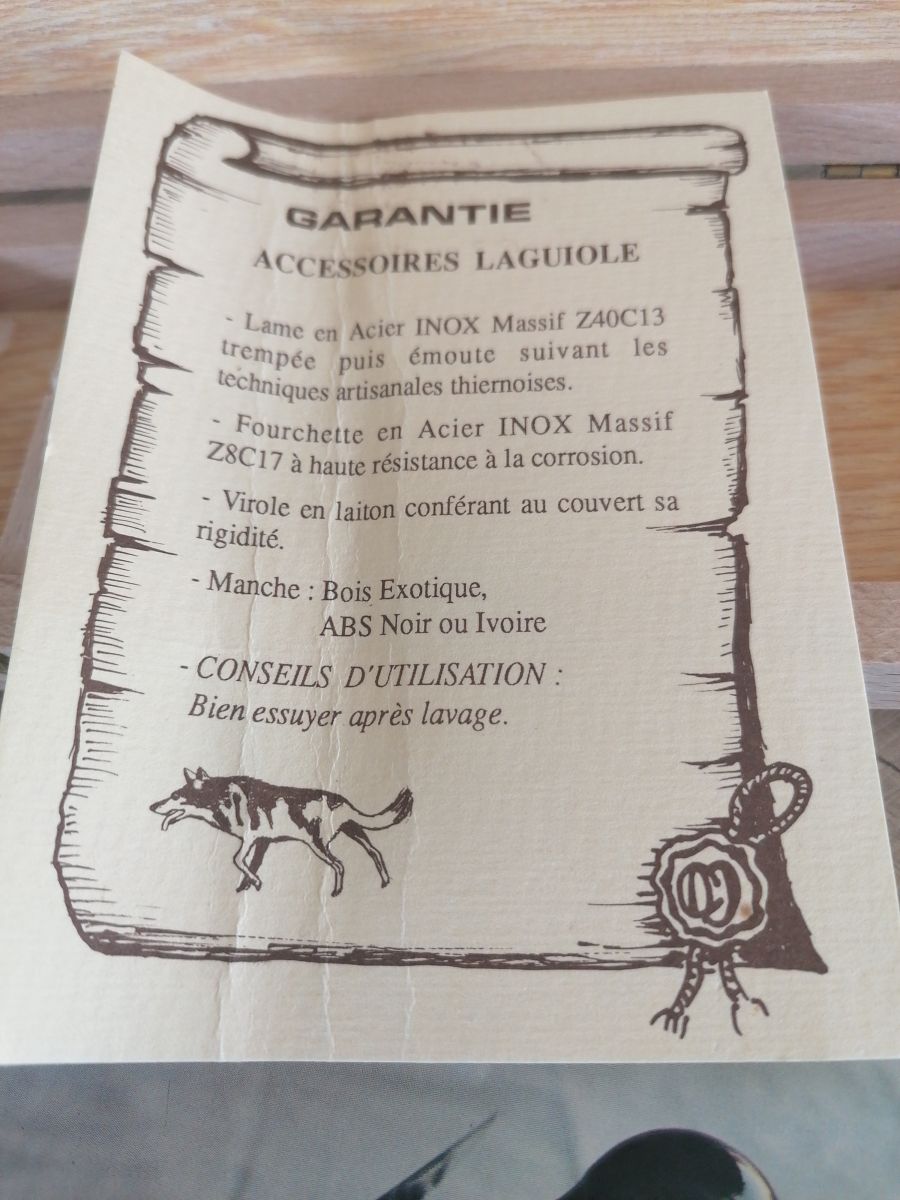 GARANTIE
ACCESSOIRES LAGUIOLE
- Lame en Acier INOX Massif Z40C13
trempée puis émoute suivant les
techniques artisanales thiernoises.
- Fourchette en Acier INOX Massif
Z8C17 à haute résistance à la corrosion.
- Virole en laiton conférant au couvert sa
rigidité.
- Manche : Bois Exotique,
ABS Noir ou Ivoire
- CONSEILS D'UTILISATION :
Bien essuyer après lavage.